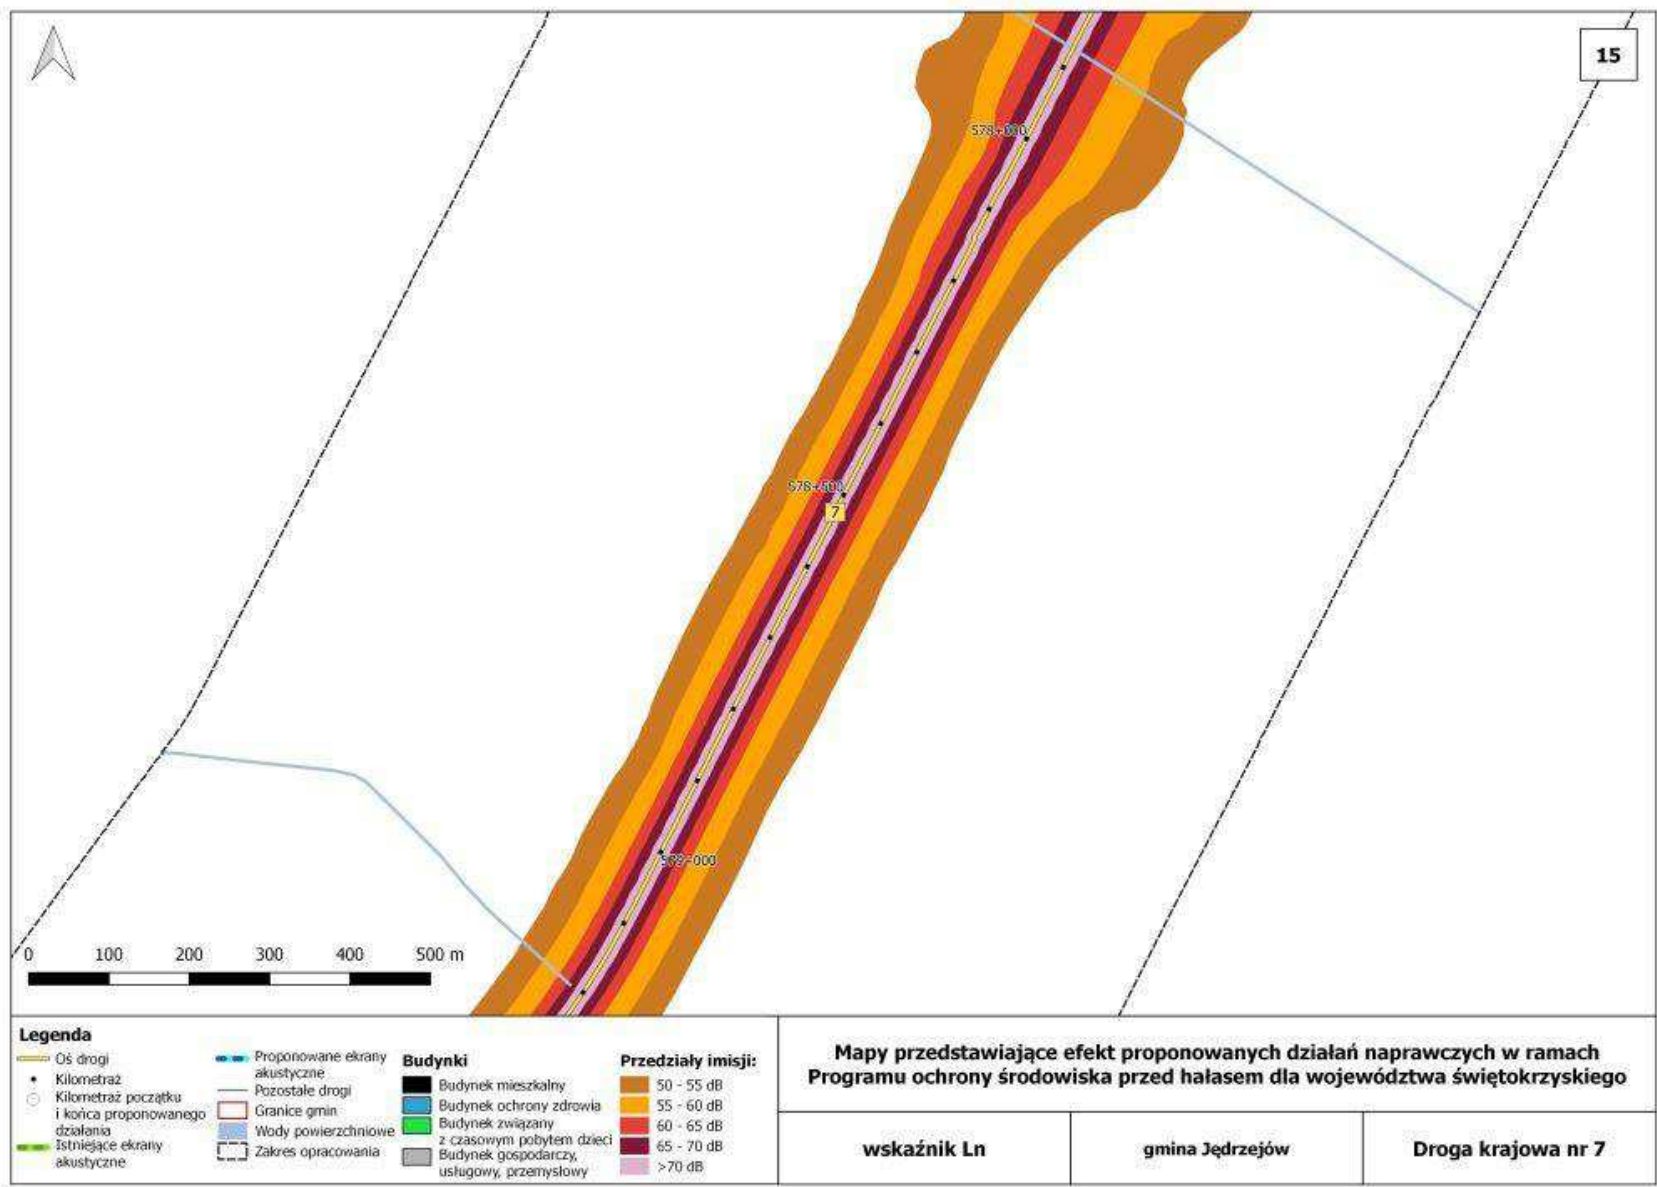 15
578+000
578+500
7
579+000
0 100 200 300 400 500 m
Legenda
Oś drogi
Kilometraż
Kilometraż początku
i końca proponowanego
działania
Istniejące ekrany
akustyczne
Proponowane ekrany
akustyczne
Pozostałe drogi
Granice gmin
Wody powierzchniowe
Zakres opracowania
Budynki
Budynek mieszkalny
Budynek ochrony zdrowia
Budynek związany
z czasowym pobytem dzieci
Budynek gospodarczy,
usługowy, przemysłowy
Przedziały imisji:
50 - 55 dB
55 - 60 dB
60 - 65 dB
65 - 70 dB
>70 dB
Mapy przedstawiające efekt proponowanych działań naprawczych w ramach
Programu ochrony środowiska przed hałasem dla województwa świętokrzyskiego
wskaźnik Ln
gmina Jędrzejów
Droga krajowa nr 7